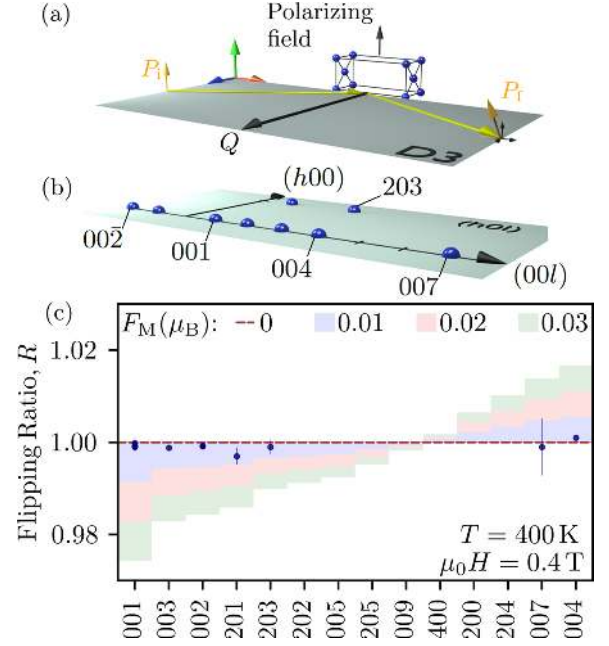 (a)
Polarizing
field
P_i
P_f
Q
D3
(b)
(h00)
203
(h0l)
002̄
001
004
007
(00l)
(c)
F_M(μ_B): 0 0.01 0.02 0.03
1.02
1.00
0.98
Flipping Ratio, R
T = 400 K
μ_0H = 0.4 T
001 003 002 201 203 202 005 205 009 400 200 204 007 004